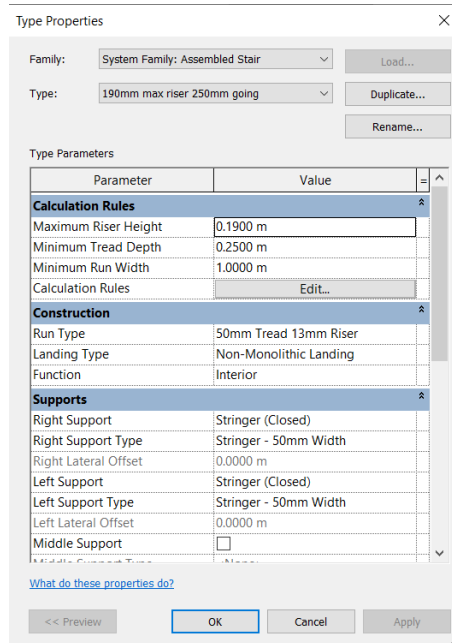 Type Properties
Family: System Family: Assembled Stair Load...
Type: 190mm max riser 250mm going Duplicate...
Rename...
Type Parameters
Parameter Value =
Calculation Rules
Maximum Riser Height 0.1900 m
Minimum Tread Depth 0.2500 m
Minimum Run Width 1.0000 m
Calculation Rules Edit...
Construction
Run Type 50mm Tread 13mm Riser
Landing Type Non-Monolithic Landing
Function Interior
Supports
Right Support Stringer (Closed)
Right Support Type Stringer - 50mm Width
Right Lateral Offset 0.0000 m
Left Support Stringer (Closed)
Left Support Type Stringer - 50mm Width
Left Lateral Offset 0.0000 m
Middle Support
Middle Support Type <None>
What do these properties do?
<< Preview OK Cancel Apply